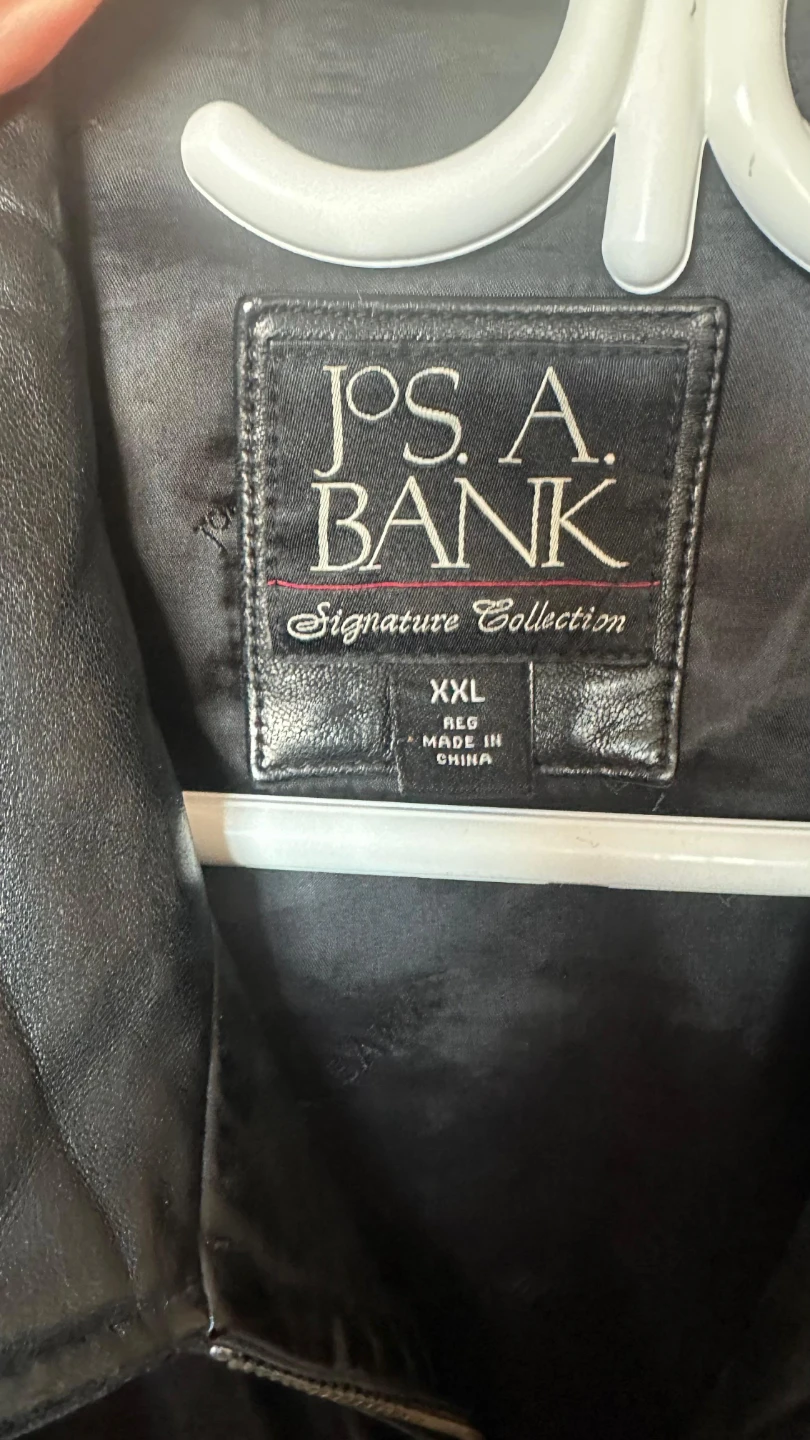 JoS. A.
BANK
Signature Collection
XXL
REG
MADE IN
CHINA